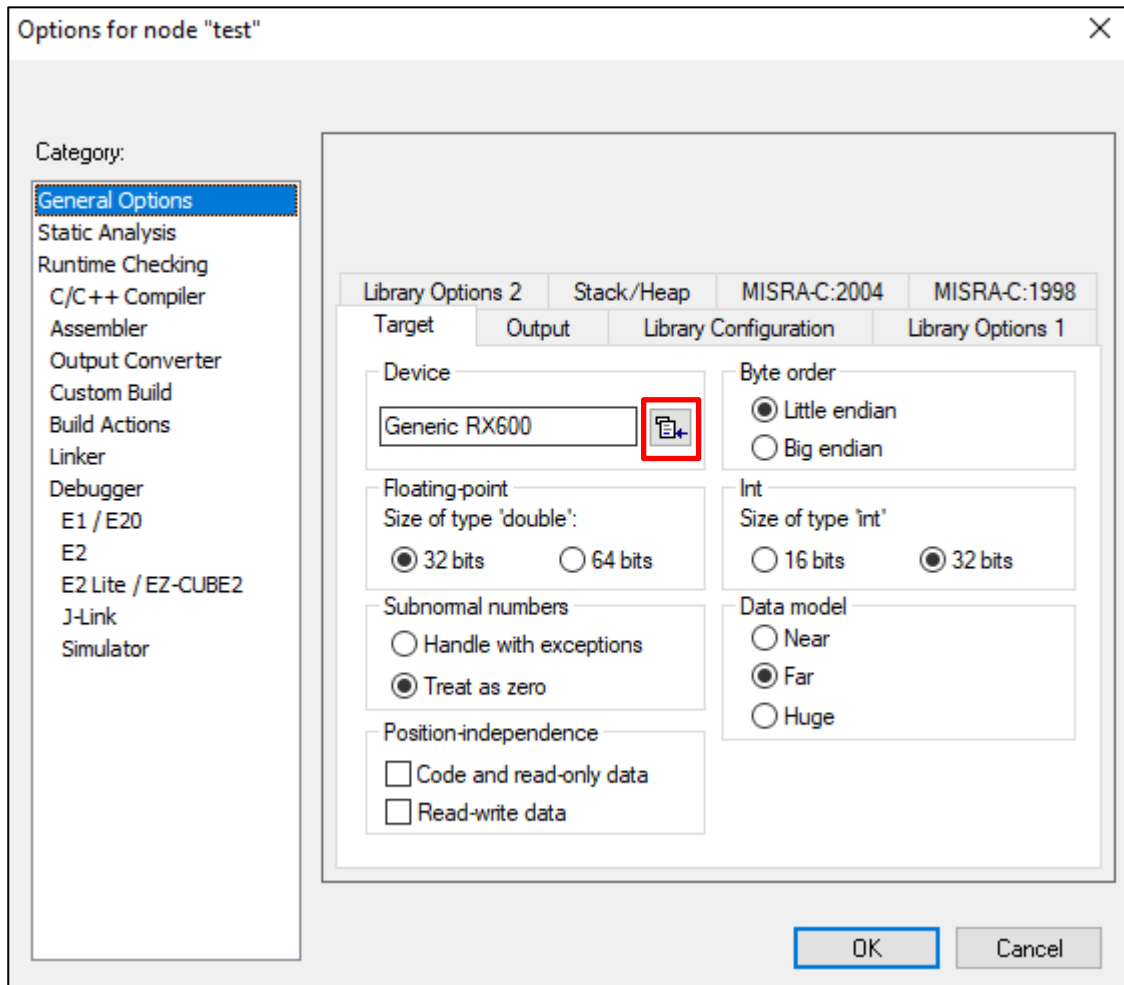 Options for node "test"
Category:
General Options
Static Analysis
Runtime Checking
C/C++ Compiler
Assembler
Output Converter
Custom Build
Build Actions
Linker
Debugger
E1 / E20
E2
E2 Lite / EZ-CUBE2
J-Link
Simulator
Library Options 2 Stack/Heap MISRA-C:2004 MISRA-C:1998
Target Output Library Configuration Library Options 1
Device
Generic RX600
Byte order
Little endian
Big endian
Floating-point
Size of type 'double':
32 bits 64 bits
Int
Size of type 'int'
16 bits 32 bits
Subnormal numbers
Handle with exceptions
Treat as zero
Data model
Near
Far
Huge
Position-independence
Code and read-only data
Read-write data
OK Cancel